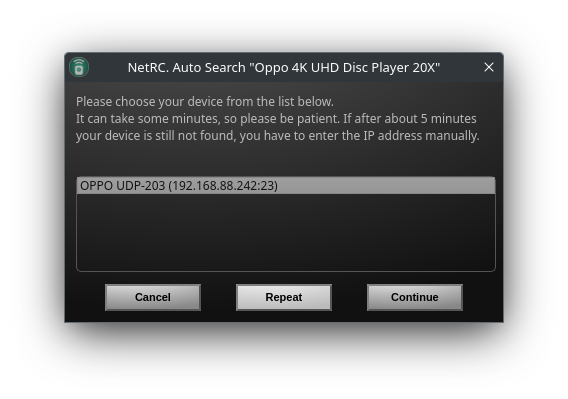 NetRC. Auto Search "Oppo 4K UHD Disc Player 20X"
Please choose your device from the list below.
It can take some minutes, so please be patient. If after about 5 minutes
your device is still not found, you have to enter the IP address manually.
OPPO UDP-203 (192.168.88.242:23)
Cancel
Repeat
Continue